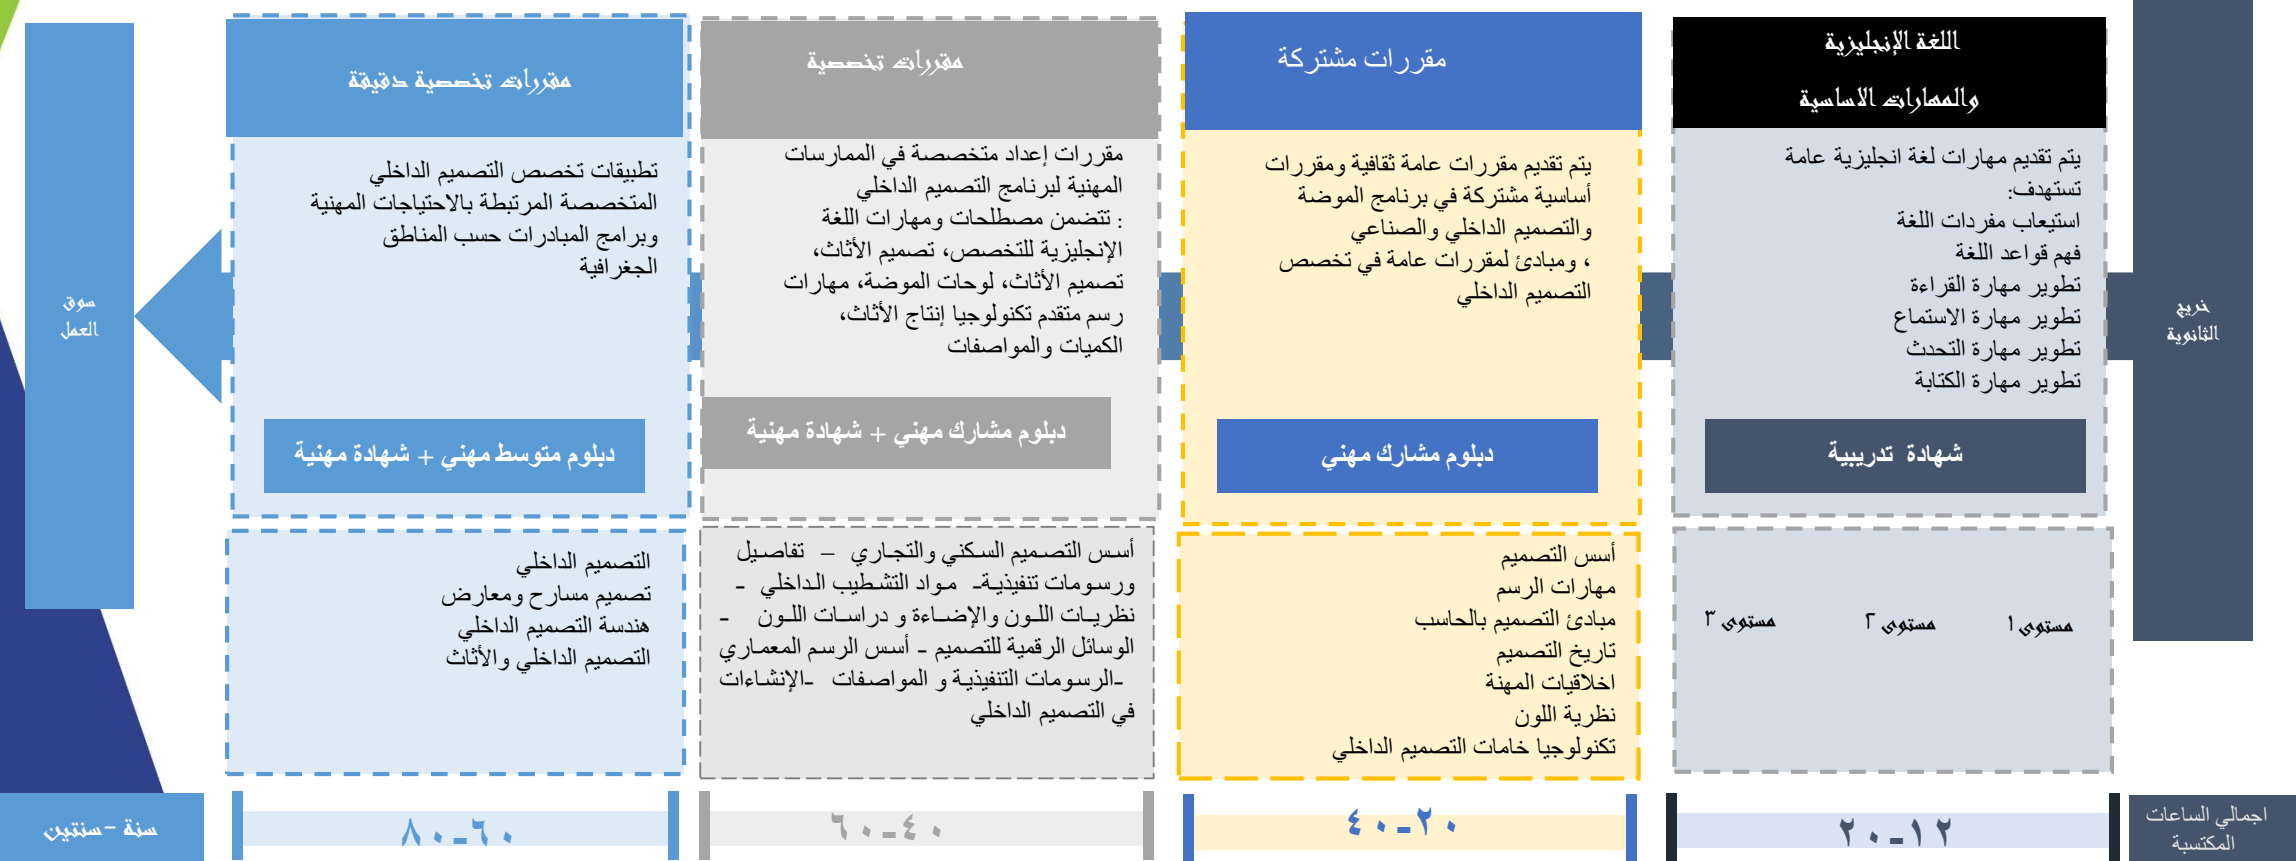 خريج
الثانوية
اللغة الإنجليزية
والمهارات الاساسية
يتم تقديم مهارات لغة انجليزية عامة
تستهدف:
استيعاب مفردات اللغة
فهم قواعد اللغة
تطوير مهارة القراءة
تطوير مهارة الاستماع
تطوير مهارة التحدث
تطوير مهارة الكتابة
شهادة تدريبية
مستوى ١
مستوى ٢
مستوى ٣
مقررات مشتركة
يتم تقديم مقررات عامة ثقافية ومقررات
أساسية مشتركة في برنامج الموضة
والتصميم الداخلي والصناعي
، ومبادئ لمقررات عامة في تخصص
التصميم الداخلي
دبلوم مشارك مهني
أسس التصميم
مهارات الرسم
مبادئ التصميم بالحاسب
تاريخ التصميم
اخلاقيات المهنة
نظرية اللون
تكنولوجيا خامات التصميم الداخلي
مقررات تخصصية
مقررات إعداد متخصصة في الممارسات
المهنية لبرنامج التصميم الداخلي
: تتضمن مصطلحات ومهارات اللغة
الإنجليزية للتخصص، تصميم الأثاث،
تصميم الأثاث، لوحات الموضة، مهارات
رسم متقدم تكنولوجيا إنتاج الأثاث،
الكميات والمواصفات
دبلوم مشارك مهني + شهادة مهنية
أسس التصميم السكني والتجاري – تفاصيل
ورسومات تنفيذية- مواد التشطيب الداخلي -
نظريات اللون والإضاءة و دراسات اللون -
الوسائل الرقمية للتصميم - أسس الرسم المعماري
-الرسومات التنفيذية و المواصفات -الإنشاءات
في التصميم الداخلي
مقررات تخصصية دقيقة
تطبيقات تخصص التصميم الداخلي
المتخصصة المرتبطة بالاحتياجات المهنية
وبرامج المبادرات حسب المناطق
الجغرافية
دبلوم متوسط مهني + شهادة مهنية
التصميم الداخلي
تصميم مسارح ومعارض
هندسة التصميم الداخلي
التصميم الداخلي والأثاث
سوق
العمل
اجمالي الساعات
المكتسبة
١٢-٢٠
٢٠-٤٠
٤٠-٦٠
٦٠-٨٠
سنة – سنتين